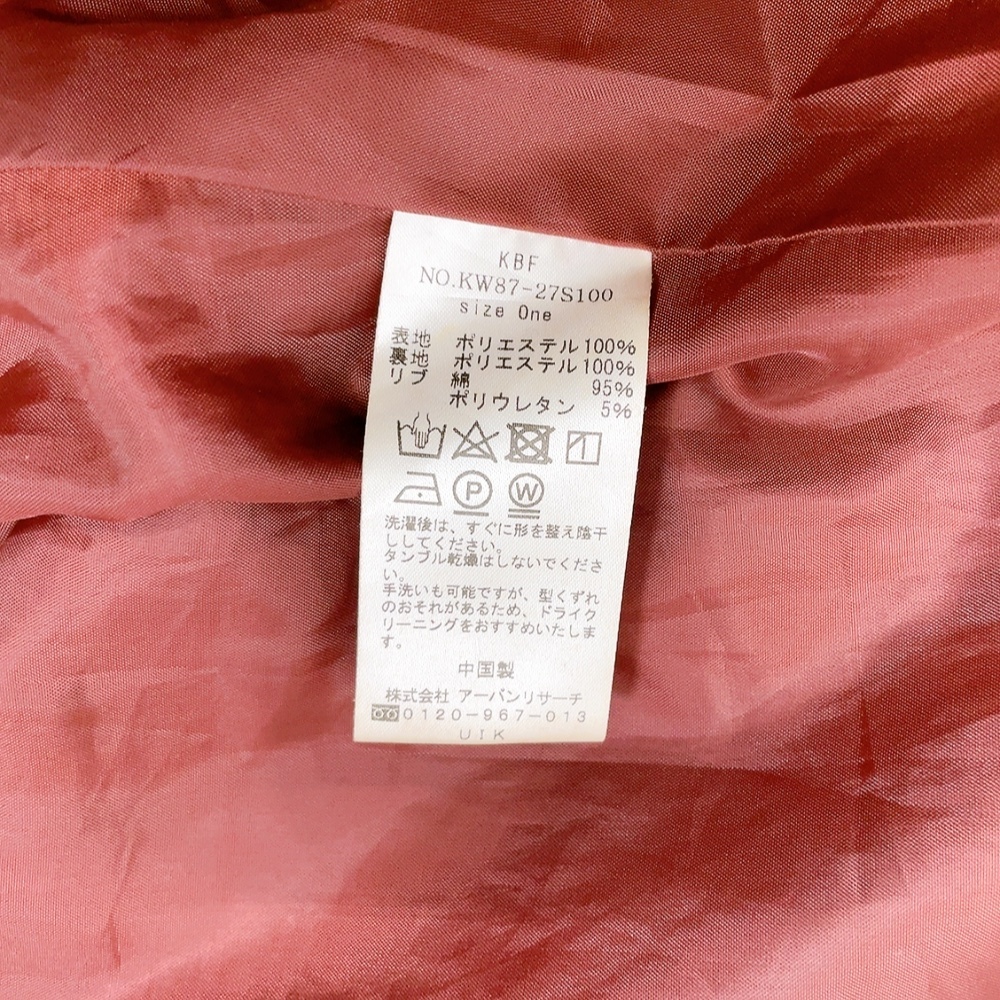 KBF
NO.KW87-27S100
size One
表地 ポリエステル 100%
裏地 ポリエステル 100%
リブ 綿 95%
ポリウレタン 5%
P W
洗濯後は、すぐに形を整え陰干
ししてください。
タンブル乾燥はしないでくださ
い。
手洗いも可能ですが、型くずれ
のおそれがあるため、ドライク
リーニングをおすすめいたしま
す。
中国製
株式会社 アーバンリサーチ
0120-967-013
UIK